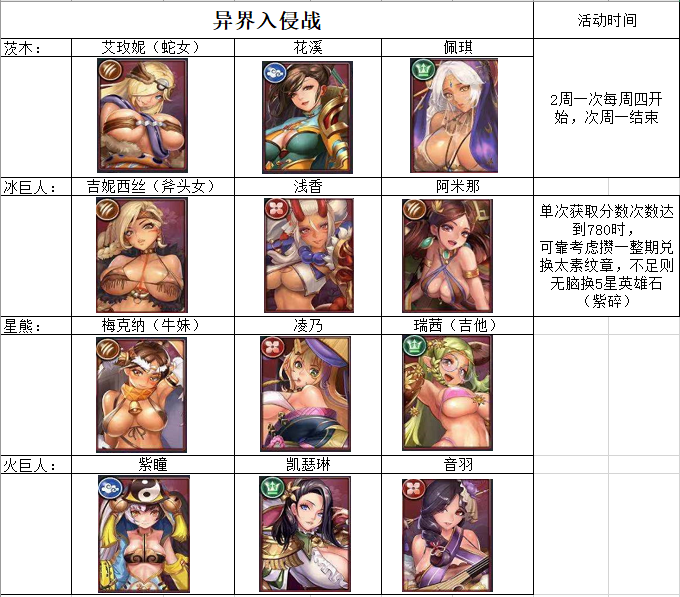 异界入侵战
活动时间
茨木：
艾玫妮（蛇女）
花溪
佩琪
2周一次每周四开
始，次周一结束
冰巨人：
吉妮西丝（斧头女）
浅香
阿米那
单次获取分数次数达
到780时，
可靠考虑攒一整期兑
换太素纹章，不足则
无脑换5星英雄石
（紫碎）
星熊：
梅克纳（牛妹）
凌乃
瑞茜（吉他）
火巨人：
紫瞳
凯瑟琳
音羽